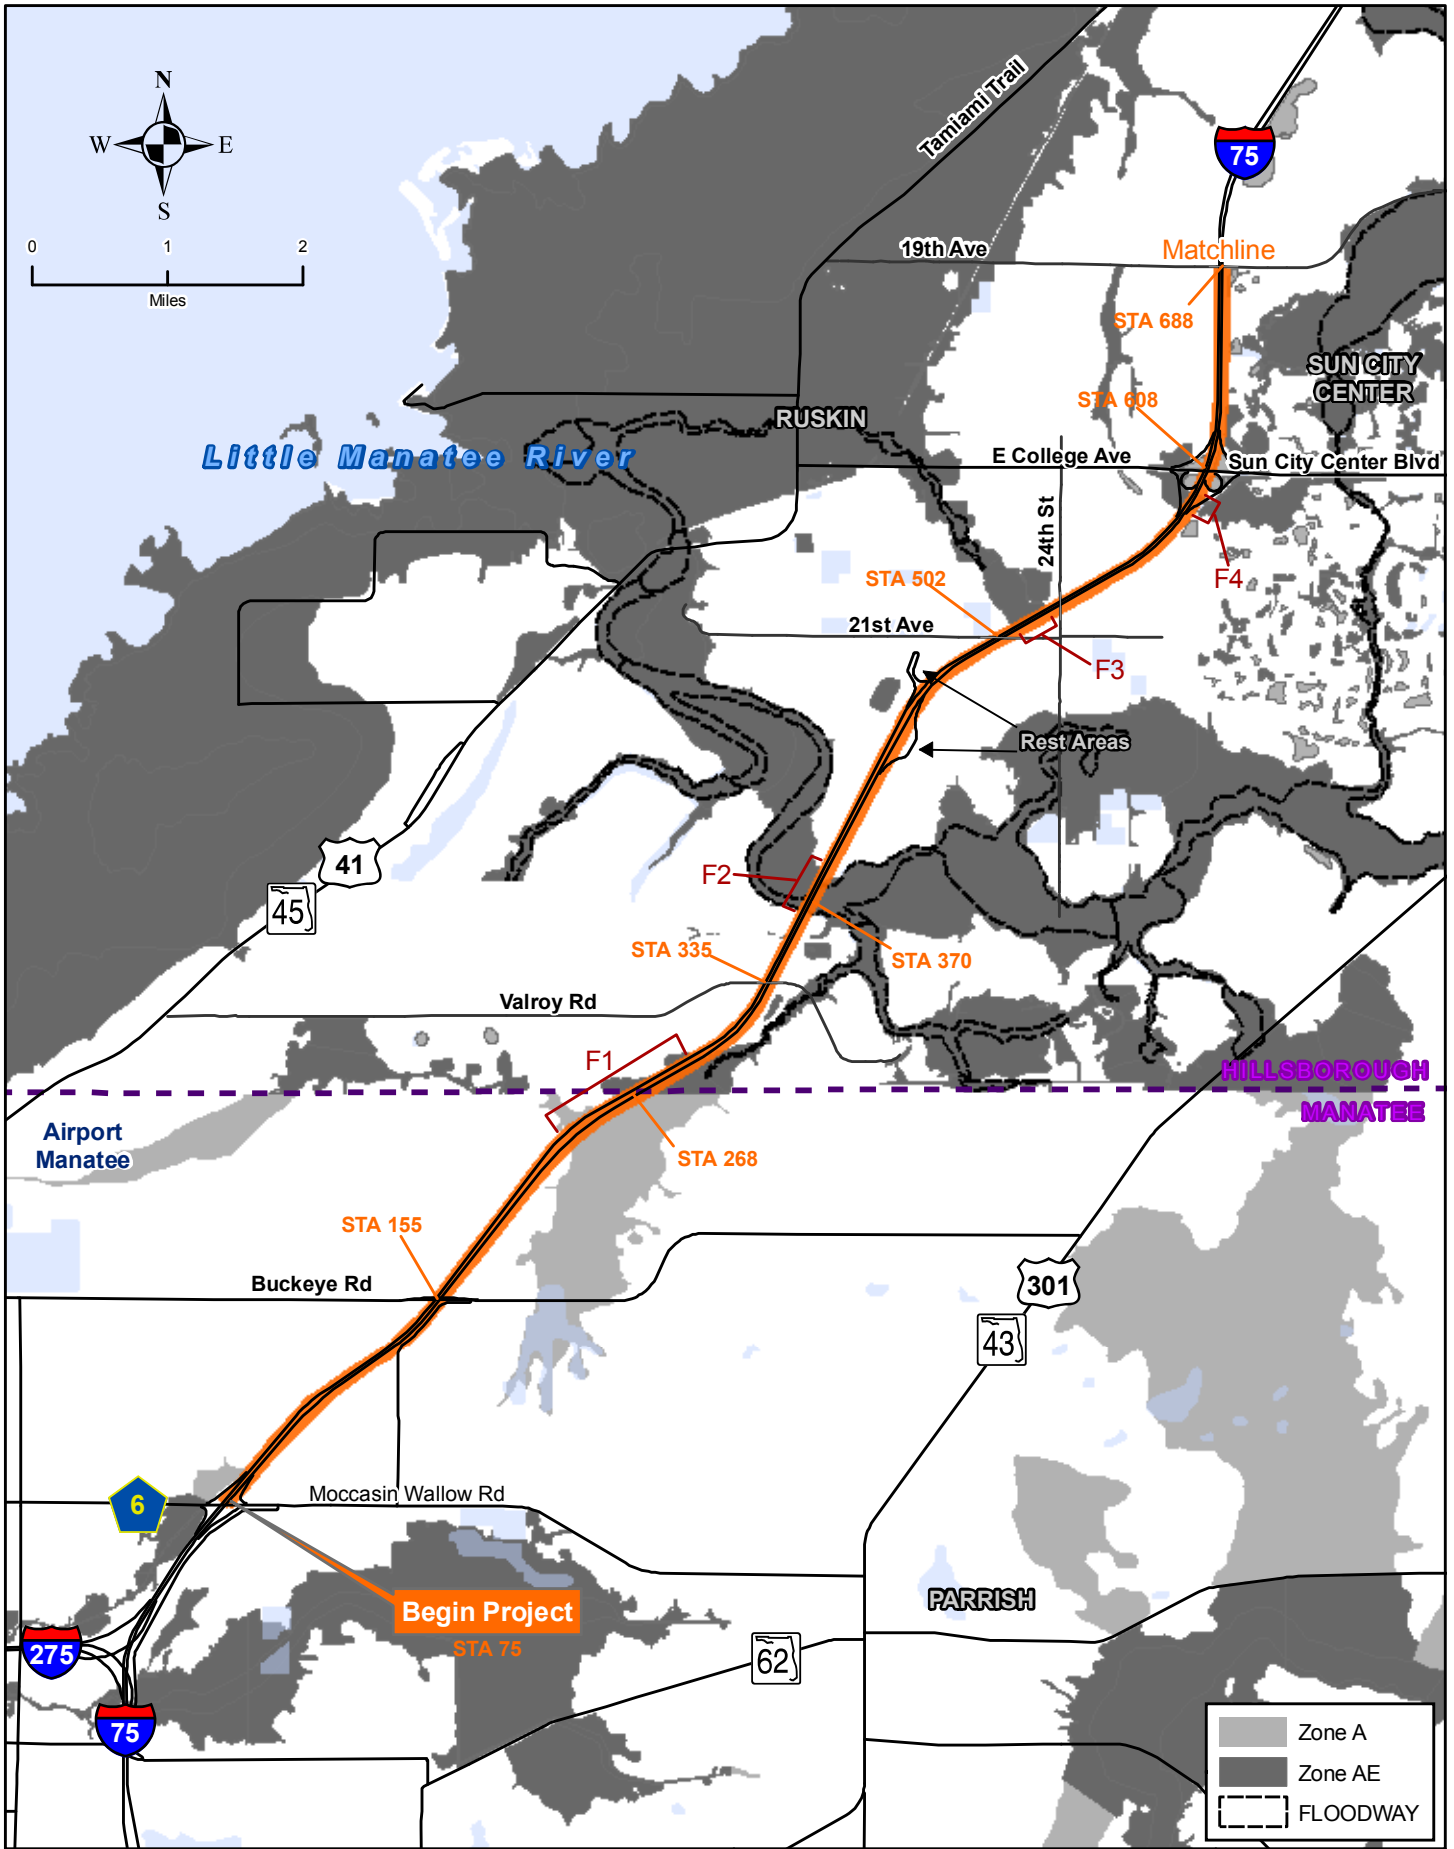 N
W E
S
0 1 2
Miles
Tamiami Trail
75
19th Ave
Matchline
STA 688
SUN CITY
CENTER
STA 608
RUSKIN
Little Manatee River
E College Ave
Sun City Center Blvd
24th St
F4
STA 502
21st Ave
F3
Rest Areas
41
45
F2
STA 335
STA 370
Valroy Rd
F1
HILLSBOROUGH
MANATEE
Airport
Manatee
STA 268
STA 155
Buckeye Rd
301
43
6
Moccasin Wallow Rd
Begin Project
STA 75
PARRISH
275
62
75
Zone A
Zone AE
FLOODWAY